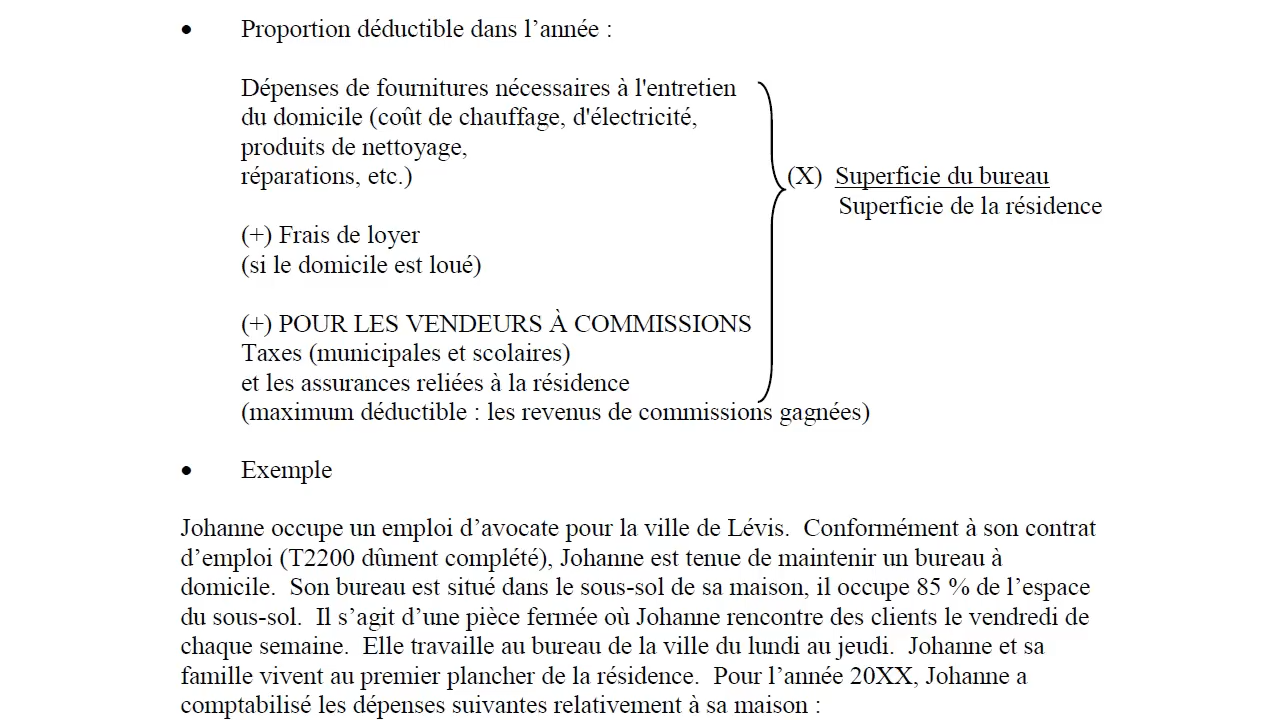 • Proportion déductible dans l’année :
Dépenses de fournitures nécessaires à l'entretien
du domicile (coût de chauffage, d'électricité,
produits de nettoyage,
réparations, etc.)
(X) Superficie du bureau
Superficie de la résidence
(+) Frais de loyer
(si le domicile est loué)
(+) POUR LES VENDEURS À COMMISSIONS
Taxes (municipales et scolaires)
et les assurances reliées à la résidence
(maximum déductible : les revenus de commissions gagnées)
• Exemple
Johanne occupe un emploi d’avocate pour la ville de Lévis. Conformément à son contrat
d’emploi (T2200 dûment complété), Johanne est tenue de maintenir un bureau à
domicile. Son bureau est situé dans le sous-sol de sa maison, il occupe 85 % de l’espace
du sous-sol. Il s’agit d’une pièce fermée où Johanne rencontre des clients le vendredi de
chaque semaine. Elle travaille au bureau de la ville du lundi au jeudi. Johanne et sa
famille vivent au premier plancher de la résidence. Pour l’année 20XX, Johanne a
comptabilisé les dépenses suivantes relativement à sa maison :